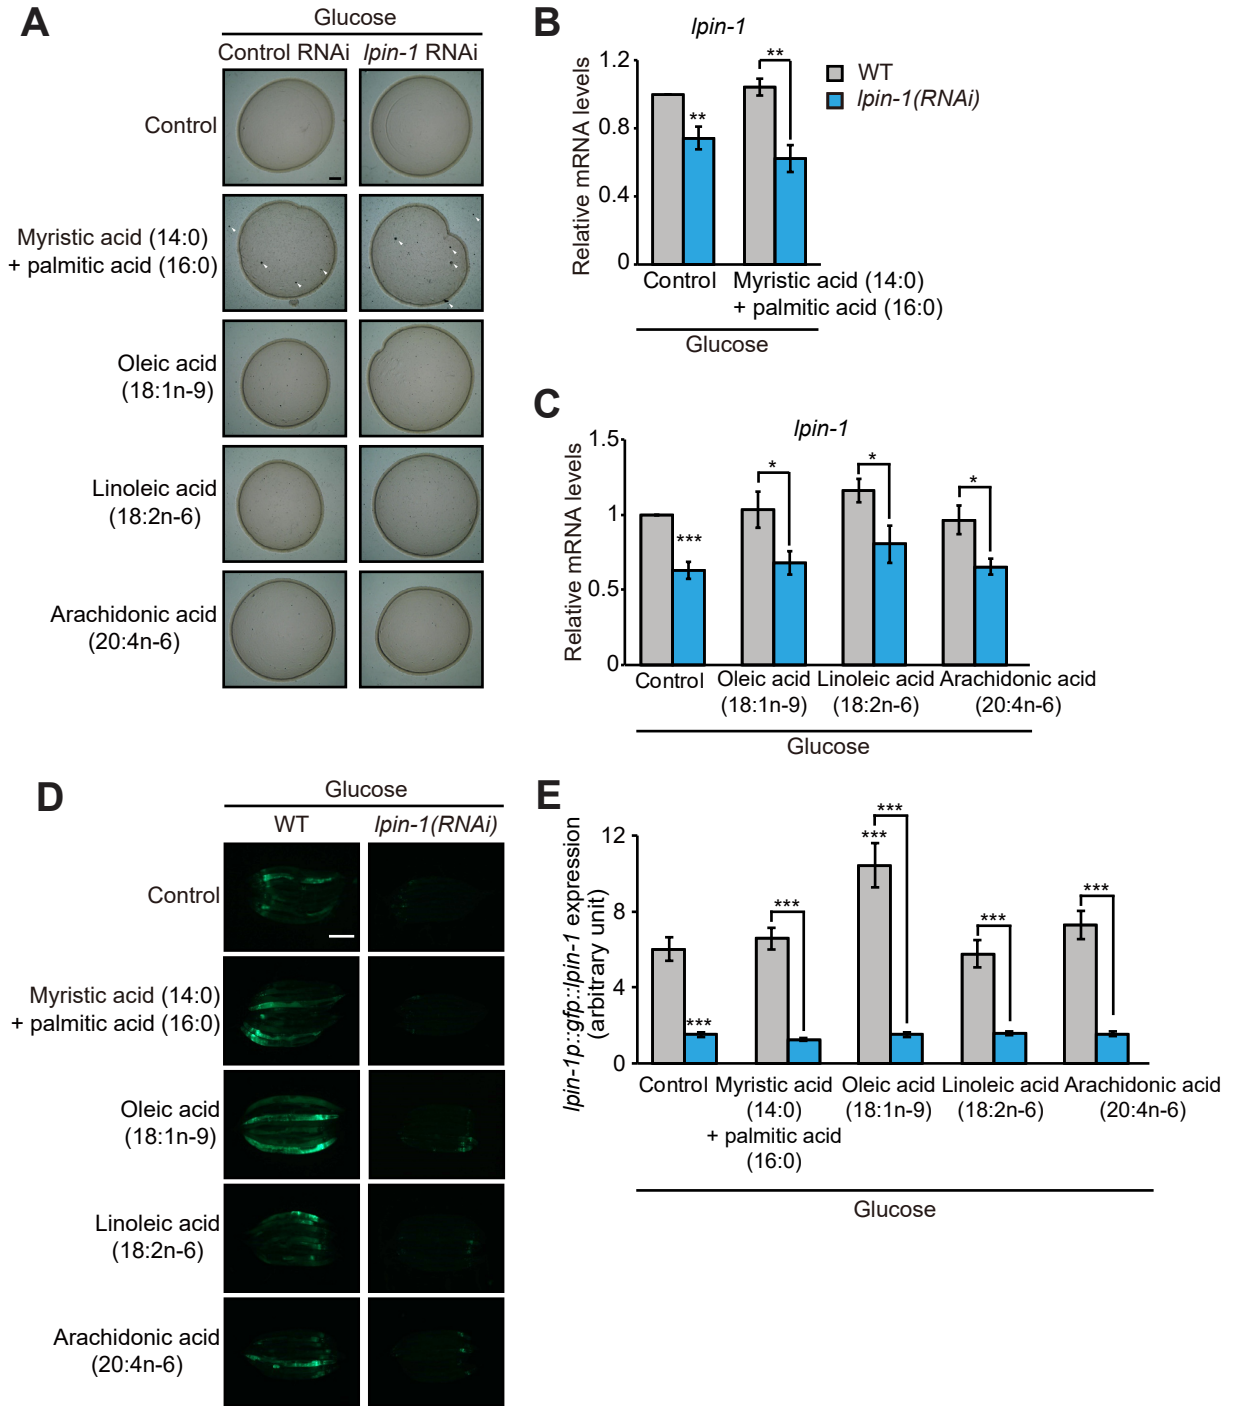 A
Glucose
Control RNAi
lpin-1 RNAi
Control
Myristic acid (14:0)
+ palmitic acid (16:0)
Oleic acid
(18:1n-9)
Linoleic acid
(18:2n-6)
Arachidonic acid
(20:4n-6)
B
lpin-1
Relative mRNA levels
1.2
0.8
0.4
0
**
**
WT
lpin-1(RNAi)
Control
Myristic acid (14:0)
+ palmitic acid (16:0)
Glucose
C
lpin-1
Relative mRNA levels
1.5
1
0.5
0
***
*
*
*
Control
Oleic acid
(18:1n-9)
Linoleic acid
(18:2n-6)
Arachidonic acid
(20:4n-6)
Glucose
D
Glucose
WT
lpin-1(RNAi)
Control
Myristic acid (14:0)
+ palmitic acid (16:0)
Oleic acid
(18:1n-9)
Linoleic acid
(18:2n-6)
Arachidonic acid
(20:4n-6)
E
lpin-1p::gfp::lpin-1 expression
(arbitrary unit)
12
8
4
0
***
***
***
***
***
***
Control
Myristic acid
(14:0)
+ palmitic acid
(16:0)
Oleic acid
(18:1n-9)
Linoleic acid
(18:2n-6)
Arachidonic acid
(20:4n-6)
Glucose